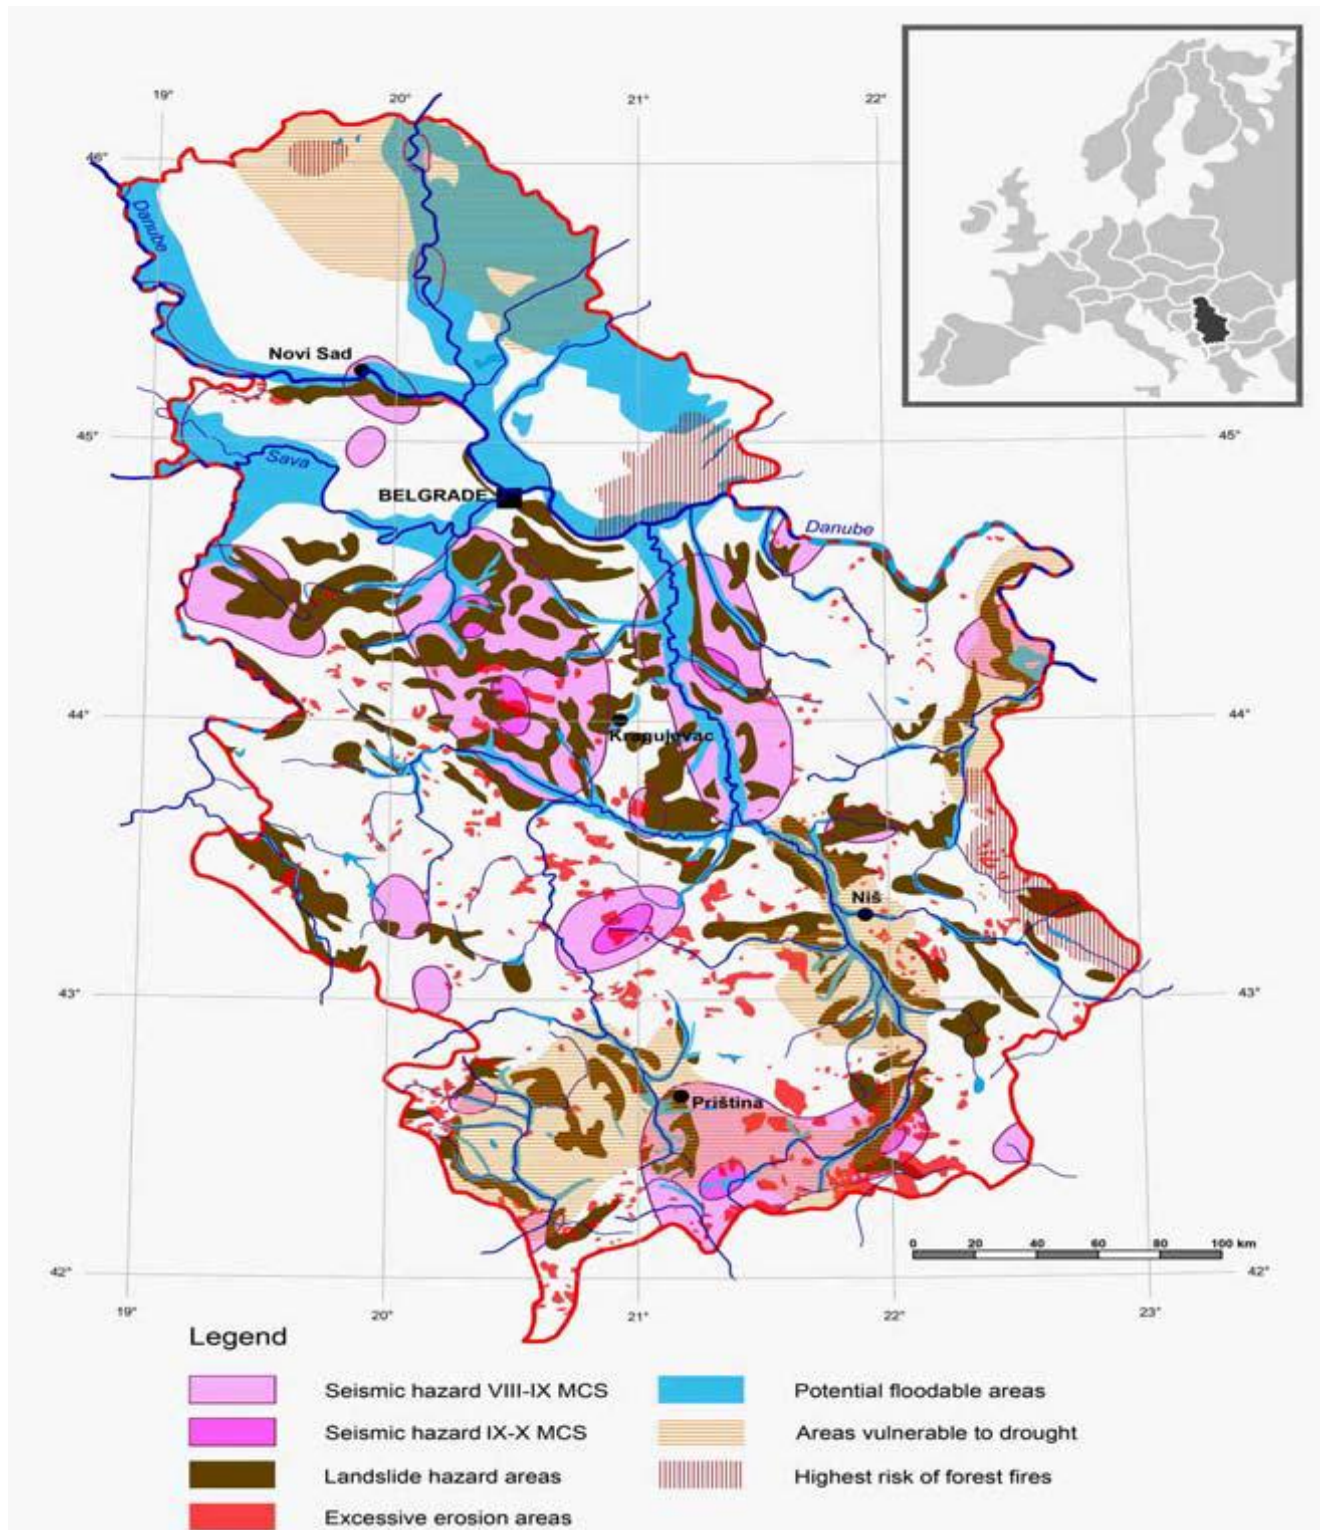 19°
20°
21°
22°
46°
Danube
Novi Sad
45°
45°
Sava
BELGRADE
Danube
44°
44°
Kragujevac
Niš
43°
43°
Priština
0 20 40 60 80 100 km
42°
42°
19°
20°
21°
22°
23°
Legend
Seismic hazard VIII-IX MCS
Seismic hazard IX-X MCS
Landslide hazard areas
Excessive erosion areas
Potential floodable areas
Areas vulnerable to drought
Highest risk of forest fires